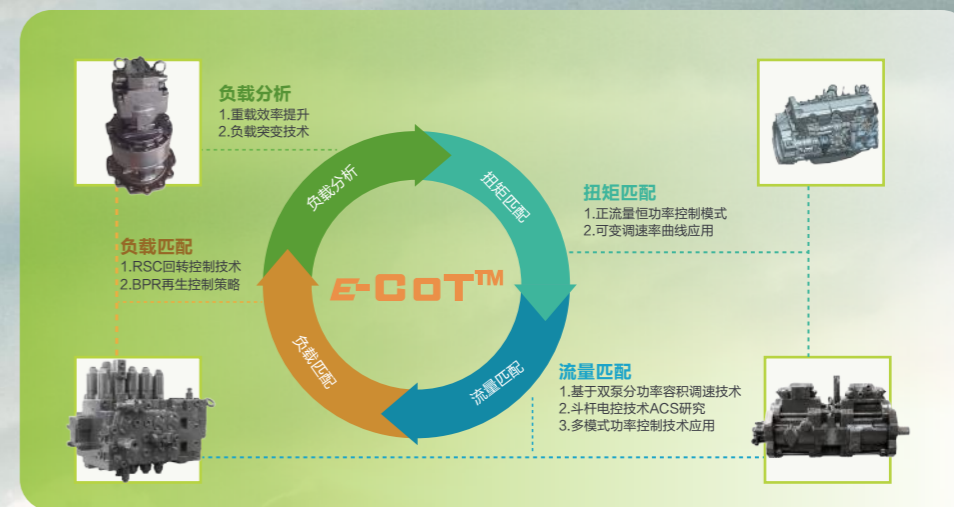 负载分析
1.重载效率提升
2.负载突变技术
负载分析
扭矩匹配
扭矩匹配
1.正流量恒功率控制模式
2.可变调速率曲线应用
负载匹配
1.RSC回转控制技术
2.BPR再生控制策略
e-CoT™
负载匹配
流量匹配
流量匹配
1.基于双泵分功率容积调速技术
2.斗杆电控技术ACS研究
3.多模式功率控制技术应用